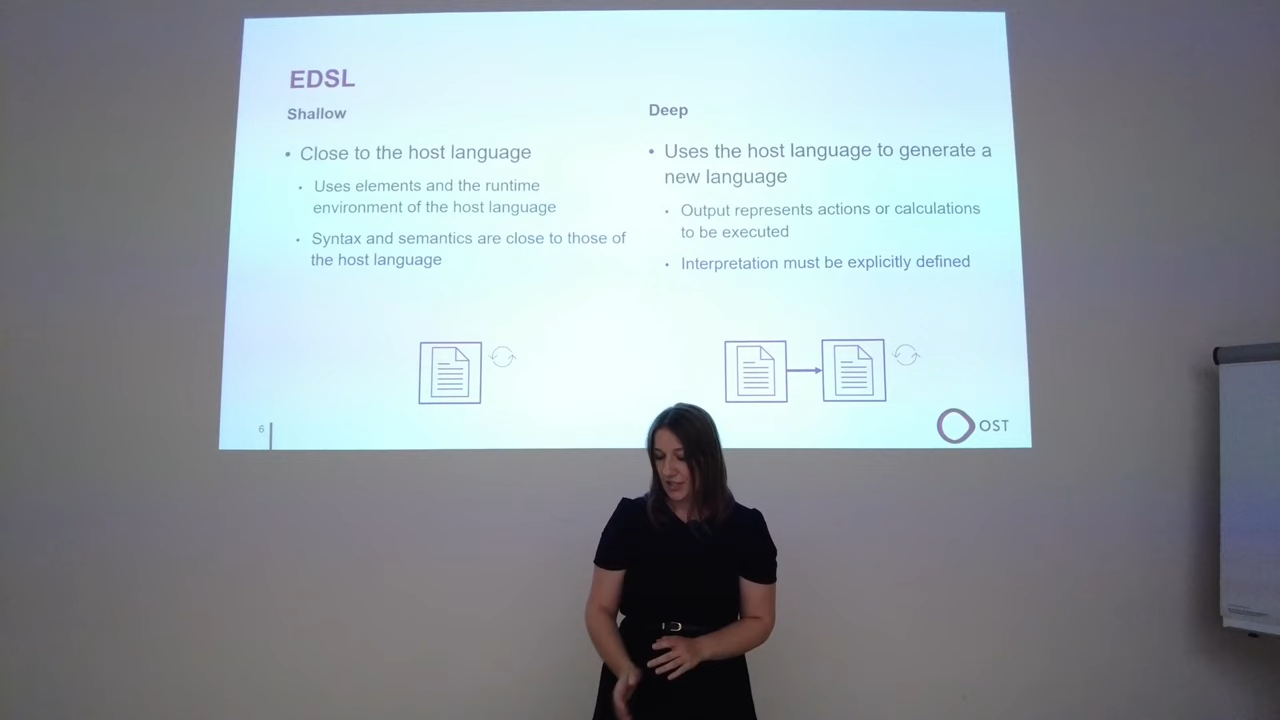 EDSL
Shallow
• Close to the host language
• Uses elements and the runtime
environment of the host language
• Syntax and semantics are close to those of
the host language
Deep
• Uses the host language to generate a
new language
• Output represents actions or calculations
to be executed
• Interpretation must be explicitly defined
6
OST